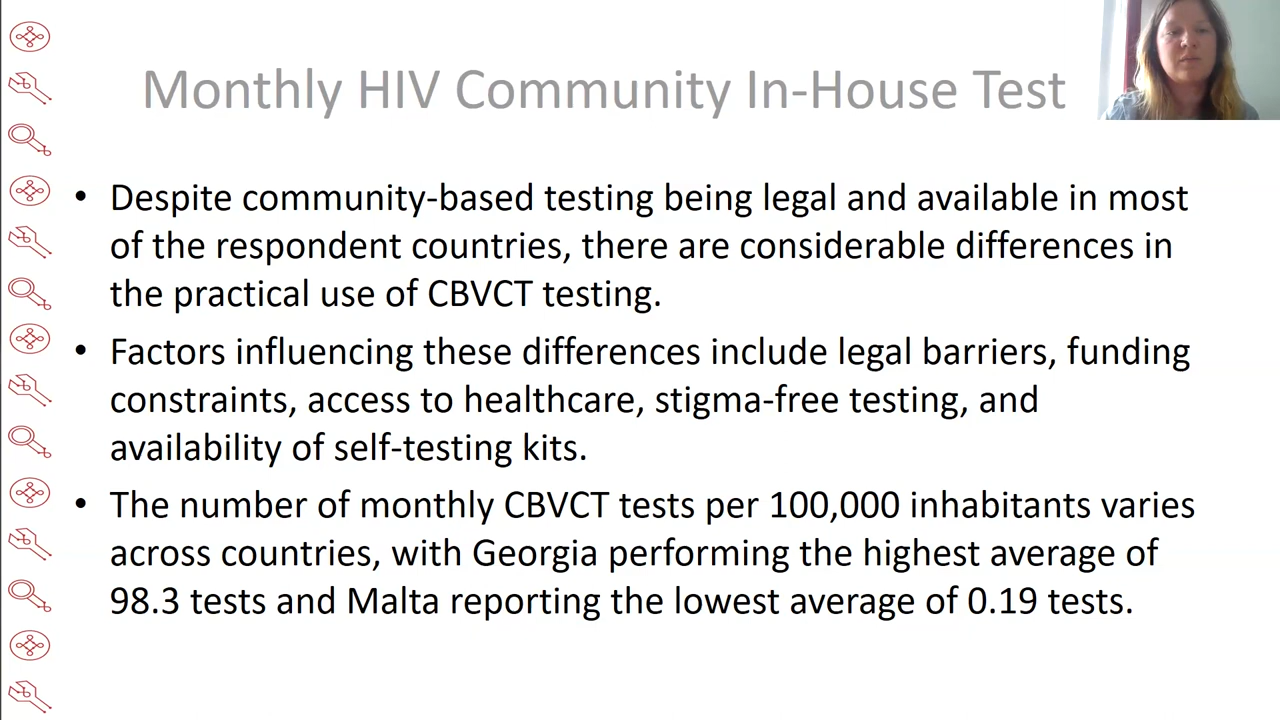 Monthly HIV Community In-House Test
• Despite community-based testing being legal and available in most
of the respondent countries, there are considerable differences in
the practical use of CBVCT testing.
• Factors influencing these differences include legal barriers, funding
constraints, access to healthcare, stigma-free testing, and
availability of self-testing kits.
• The number of monthly CBVCT tests per 100,000 inhabitants varies
across countries, with Georgia performing the highest average of
98.3 tests and Malta reporting the lowest average of 0.19 tests.